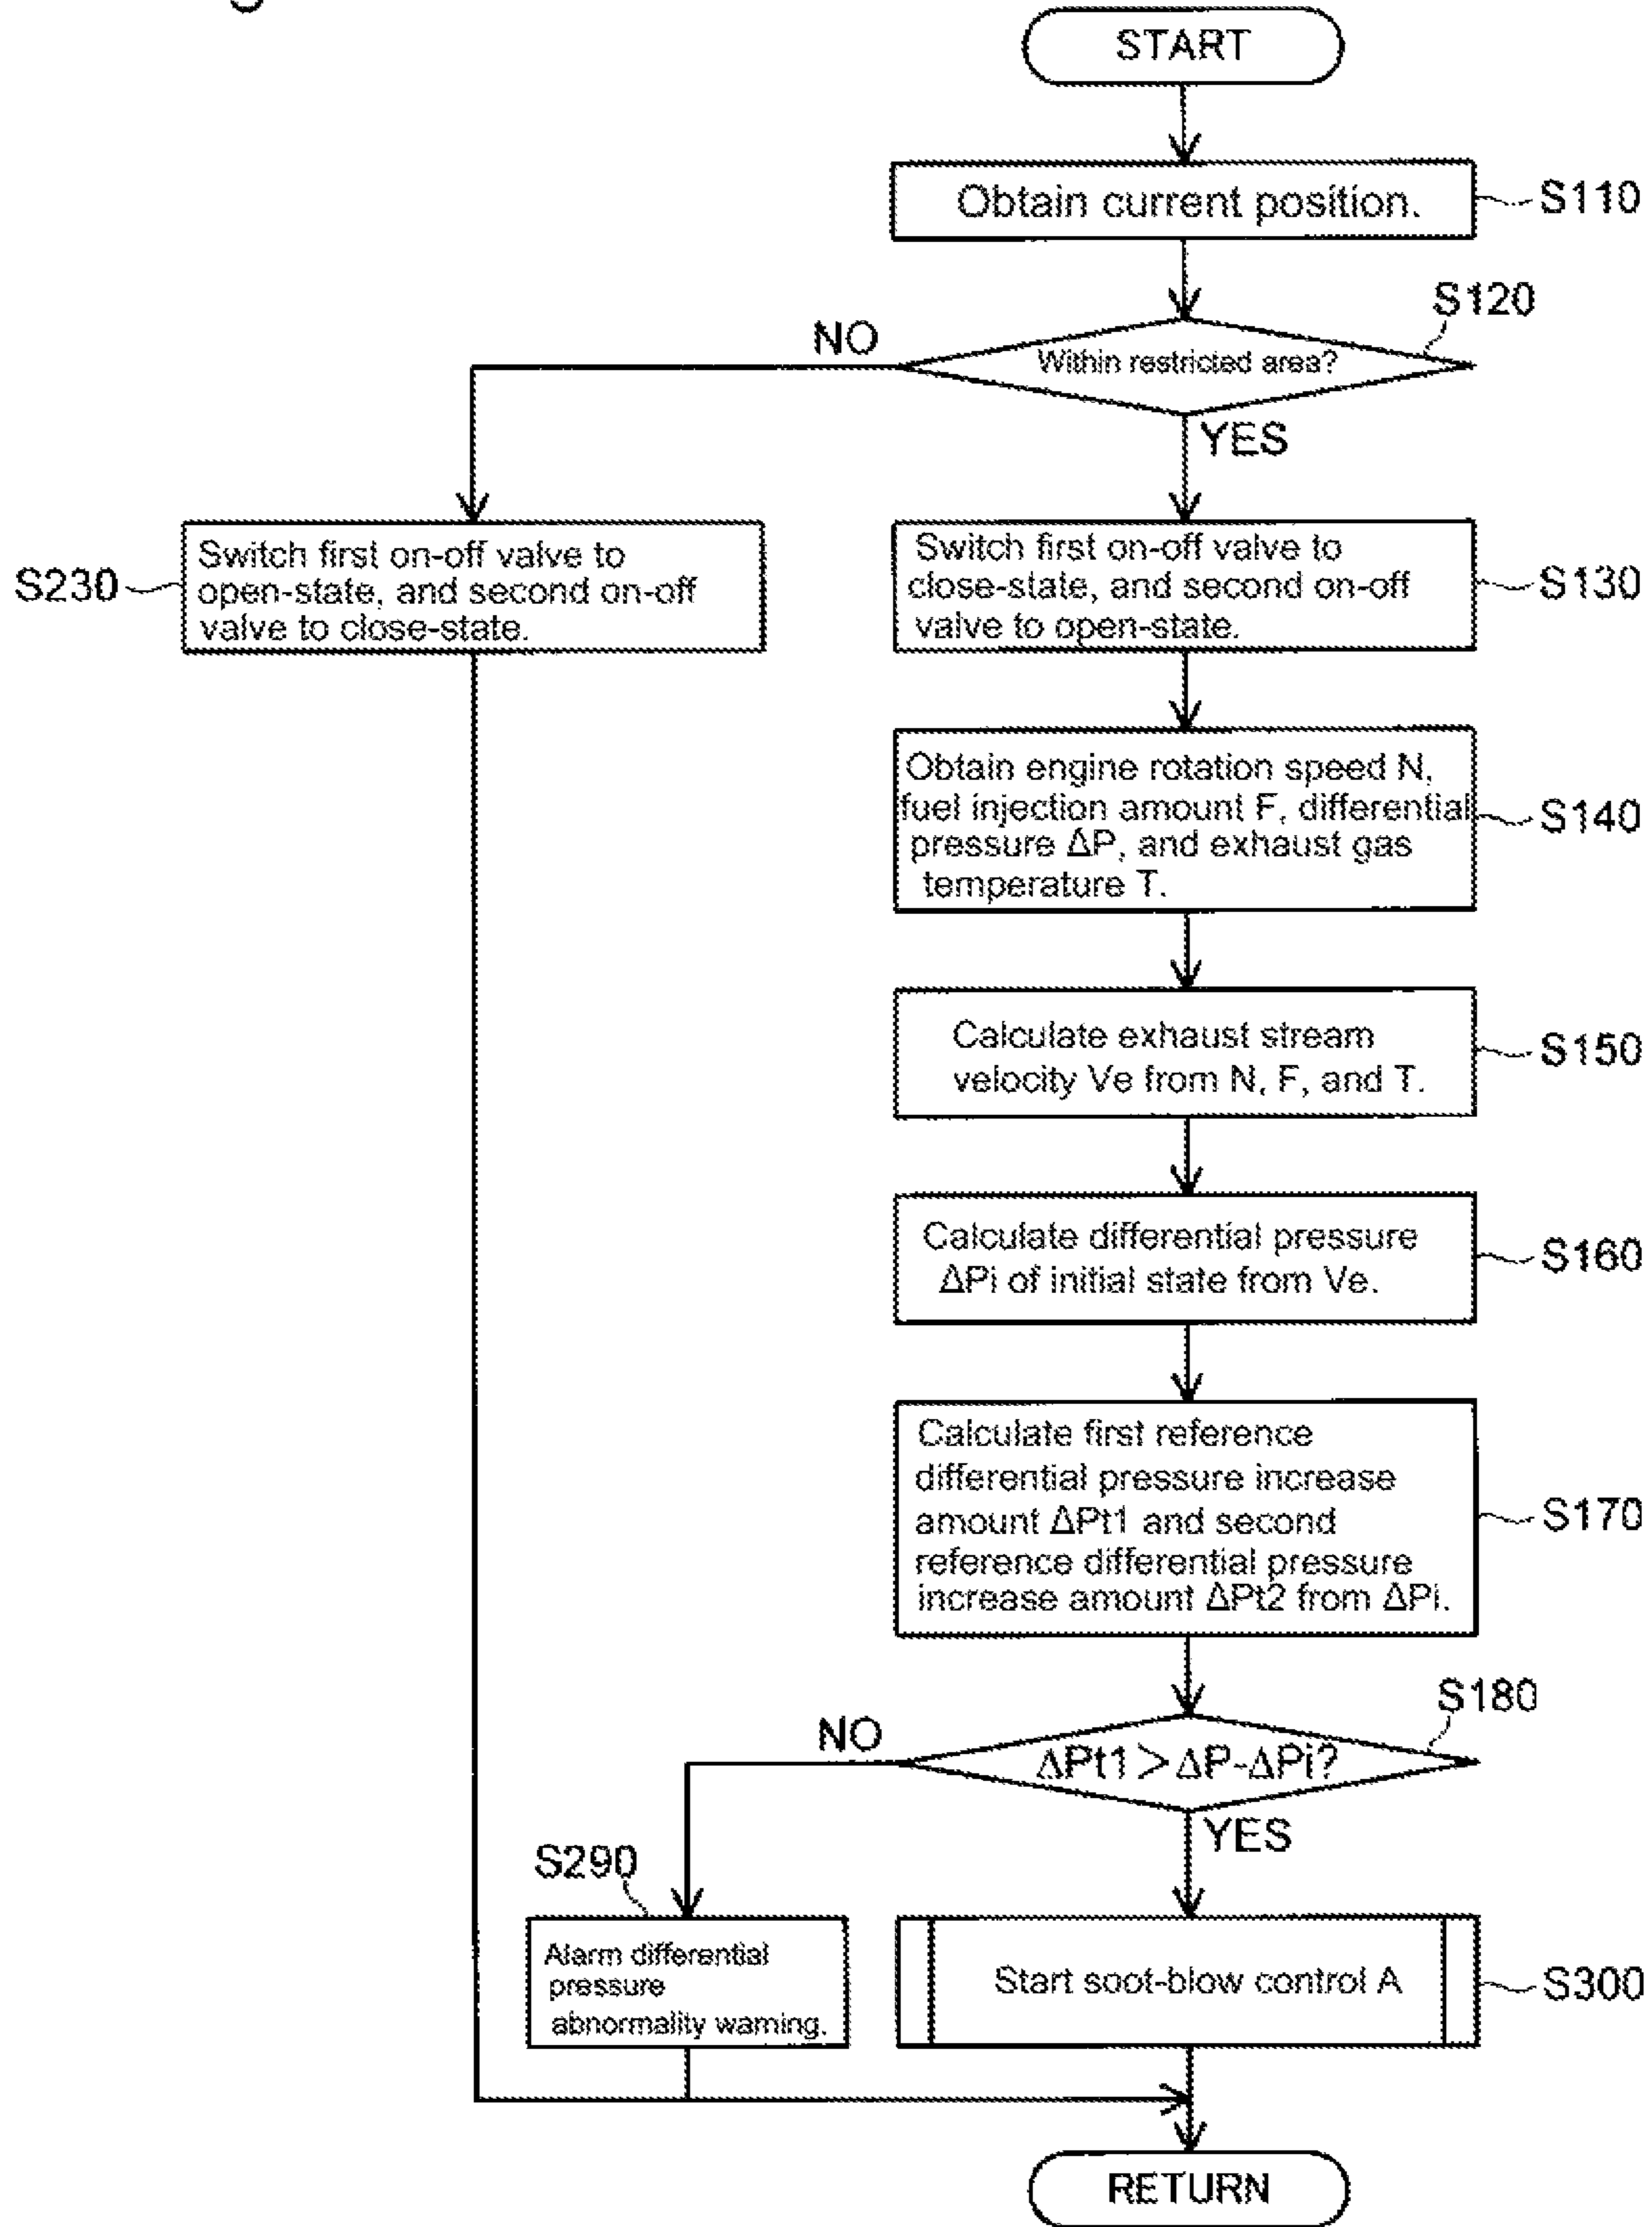 START
Obtain current position.
S110
S120
NO
Within restricted area?
YES
S230
Switch first on-off valve to
open-state, and second on-off
valve to close-state.
Switch first on-off valve to
close-state, and second on-off
valve to open-state.
S130
Obtain engine rotation speed N,
fuel injection amount F, differential
pressure ΔP, and exhaust gas
temperature T.
S140
Calculate exhaust stream
velocity Ve from N, F, and T.
S150
Calculate differential pressure
ΔPi of initial state from Ve.
S160
Calculate first reference
differential pressure increase
amount ΔPt1 and second
reference differential pressure
increase amount ΔPt2 from ΔPi.
S170
S180
NO
ΔPt1>ΔP-ΔPi?
YES
S290
Alarm differential
pressure
abnormality warning.
Start soot-blow control A
S300
RETURN